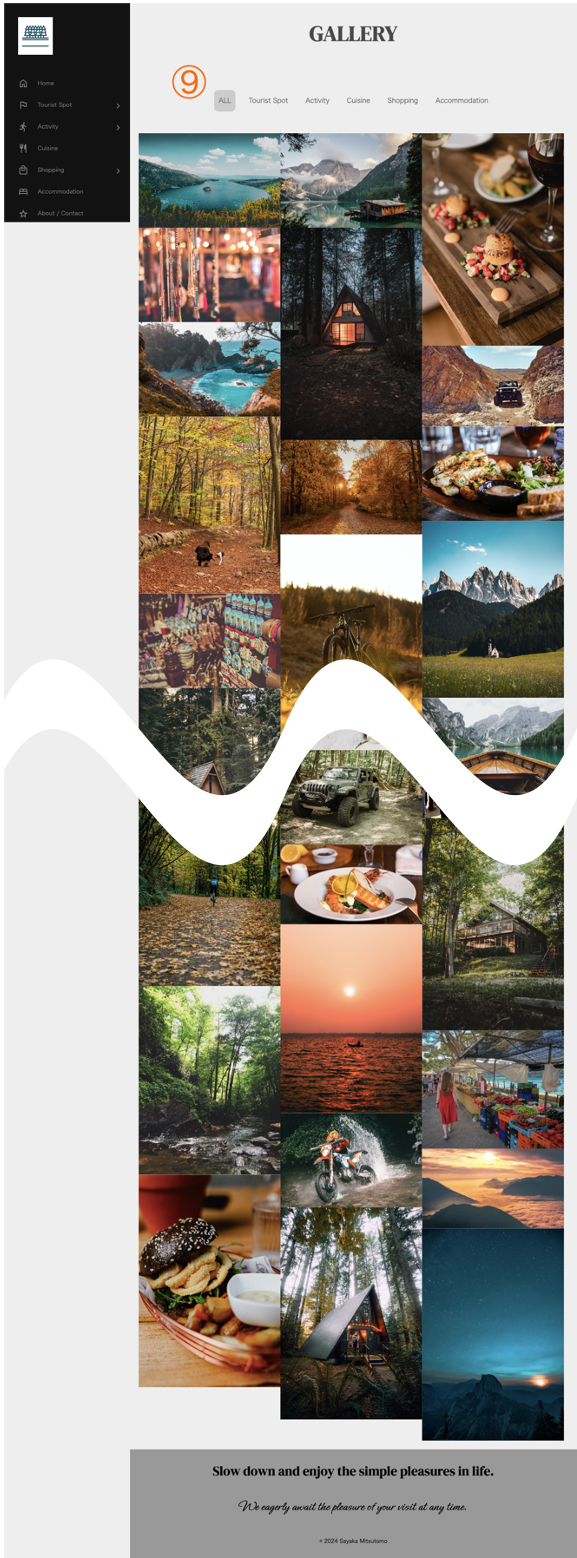 Home
Tourist Spot
Activity
Cuisine
Shopping
Accommodation
About / Contact
GALLERY
⑨
ALL Tourist Spot Activity Cuisine Shopping Accommodation
Slow down and enjoy the simple pleasures in life.
We eagerly await the pleasure of your visit at any time.
© 2024 Sayaka Mitsutomo